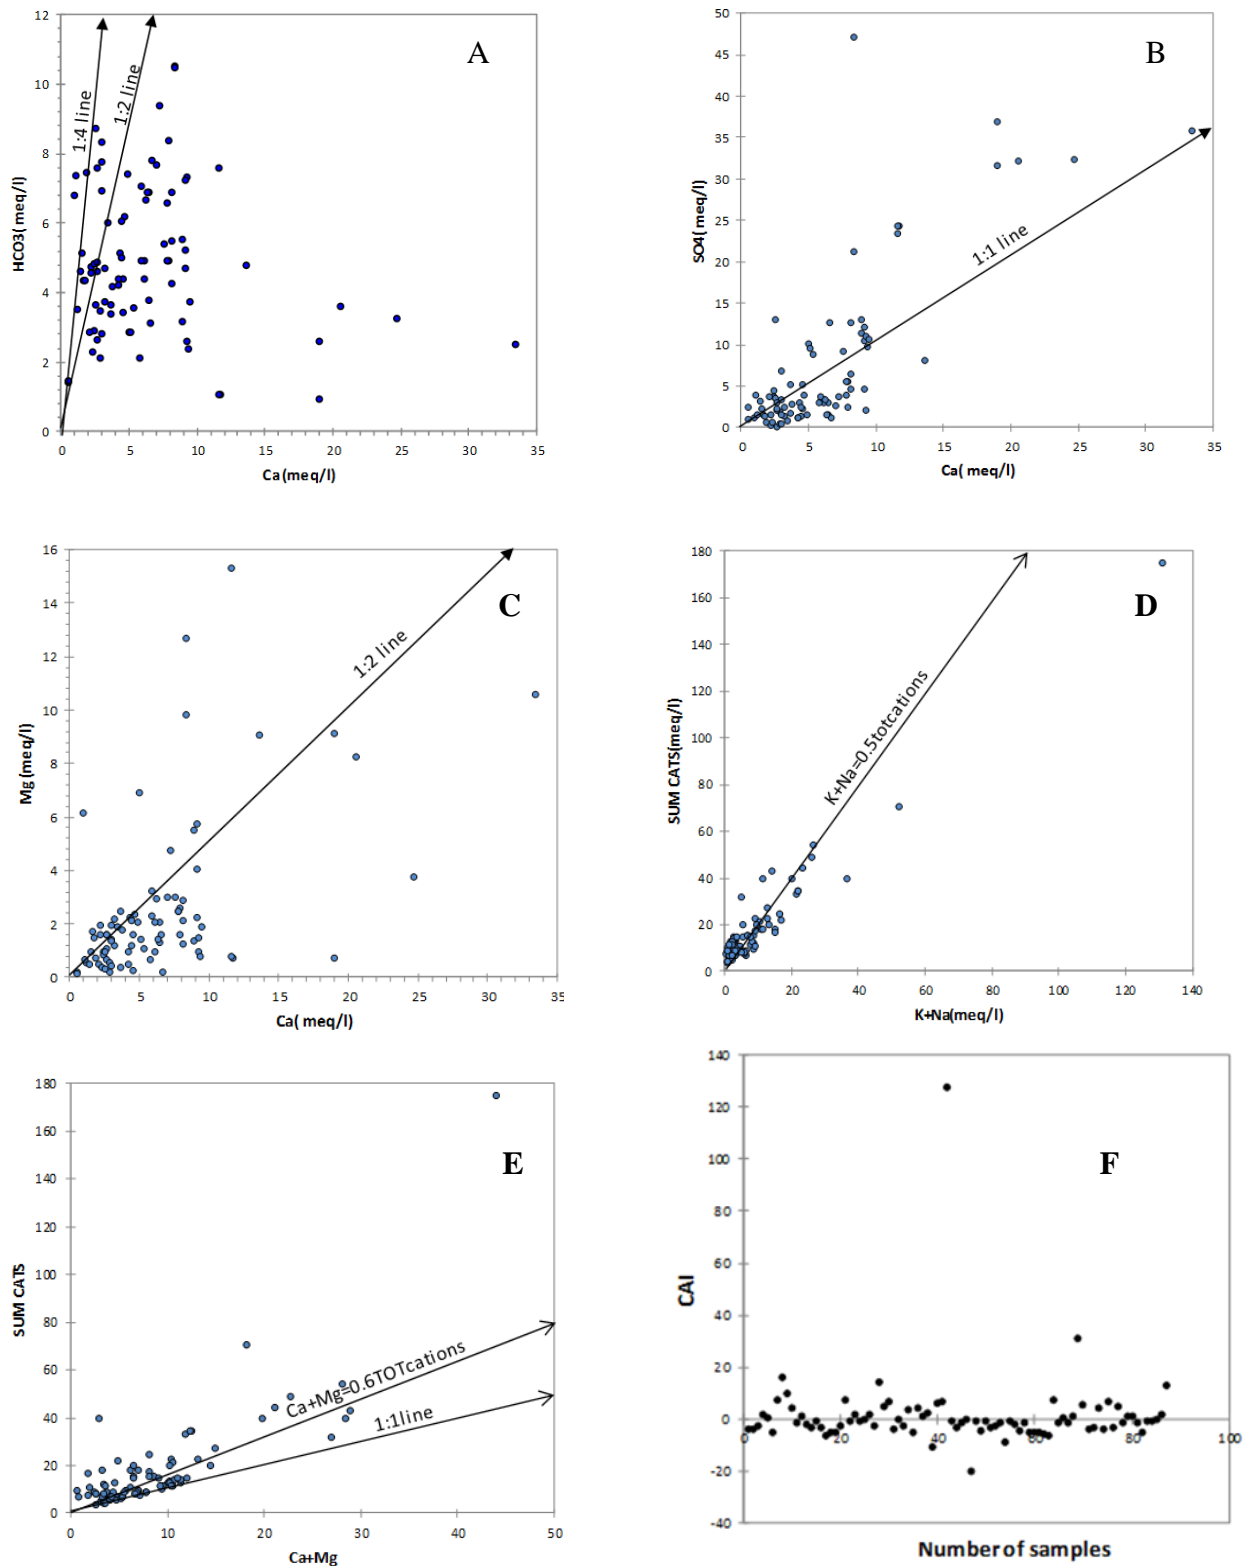 12
10
8
6
4
2
0
HCO3( meq/l)
1:4 line
1:2 line
A
0 5 10 15 20 25 30 35
Ca(meq/l)
50
45
40
35
30
25
20
15
10
5
0
SO4( meq/l)
1:1 line
B
0 5 10 15 20 25 30 35
Ca( meq/l)
16
14
12
10
8
6
4
2
0
Mg (meq/l)
1:2 line
C
0 5 10 15 20 25 30 35
Ca( meq/l)
180
160
140
120
100
80
60
40
20
0
SUM CATS(meq/l)
K+Na=0.5totcations
D
0 20 40 60 80 100 120 140
K+Na(meq/l)
180
160
140
120
100
80
60
40
20
0
SUM CATS
Ca+Mg=0.6TOTcations
1:1line
E
0 10 20 30 40 50
Ca+Mg
140
120
100
80
60
40
20
0
-20
-40
CAI
F
0 20 40 60 80 100
Number of samples